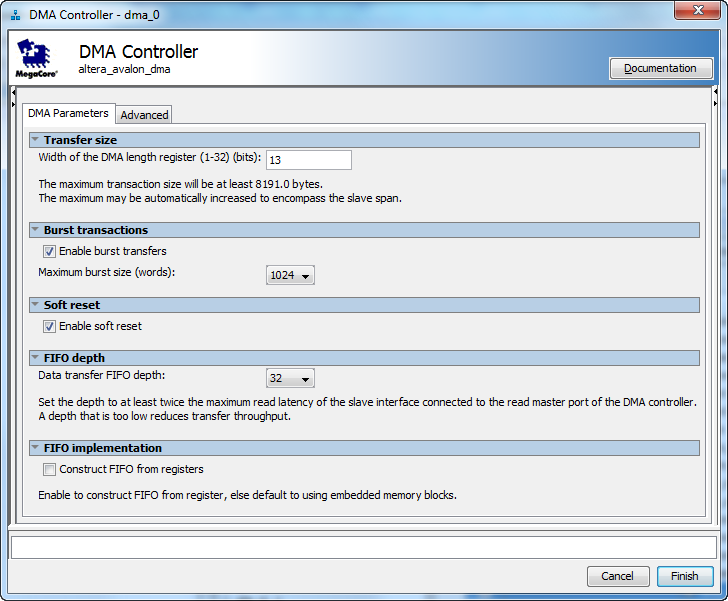 DMA Controller - dma_0
MegaCore®
DMA Controller
altera_avalon_dma
Documentation
DMA Parameters
Advanced
Transfer size
Width of the DMA length register (1-32) (bits): 13
The maximum transaction size will be at least 8191.0 bytes.
The maximum may be automatically increased to encompass the slave span.
Burst transactions
Enable burst transfers
Maximum burst size (words): 1024
Soft reset
Enable soft reset
FIFO depth
Data transfer FIFO depth: 32
Set the depth to at least twice the maximum read latency of the slave interface connected to the read master port of the DMA controller.
A depth that is too low reduces transfer throughput.
FIFO implementation
Construct FIFO from registers
Enable to construct FIFO from register, else default to using embedded memory blocks.
Cancel
Finish